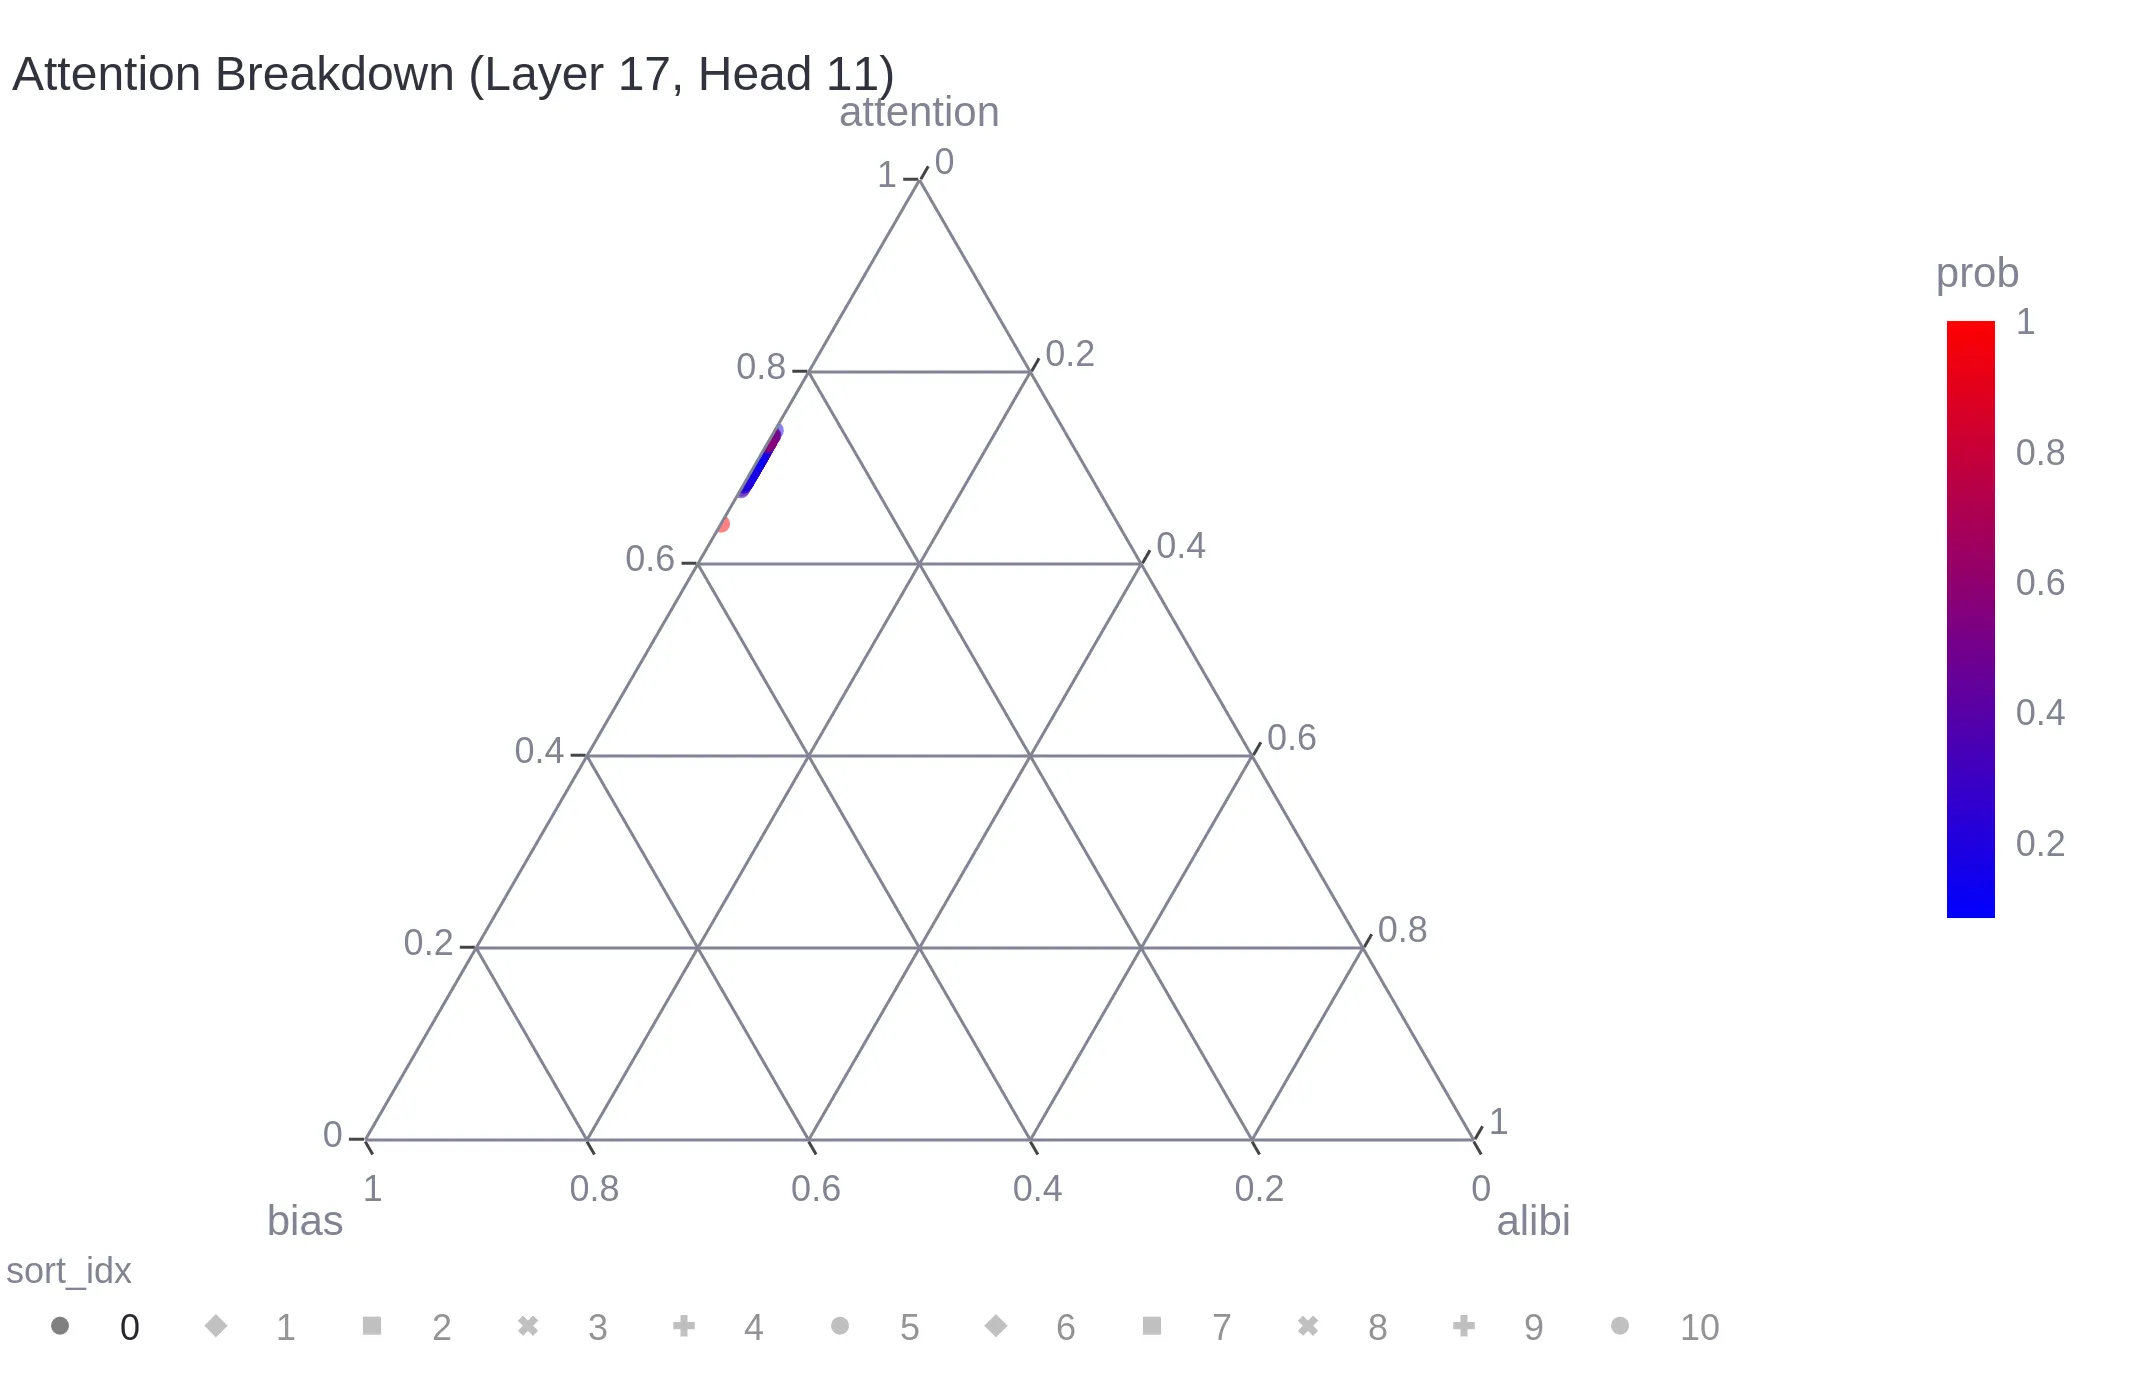 Attention Breakdown (Layer 17, Head 11)
attention
1 0
prob
1
0.8 0.2
0.8
0.6 0.4
0.6
0.4 0.6
0.4
0.2 0.8
0.2
0 1
1 0.8 0.6 0.4 0.2 0
bias alibi
sort_idx
0 1 2 3 4 5 6 7 8 9 10